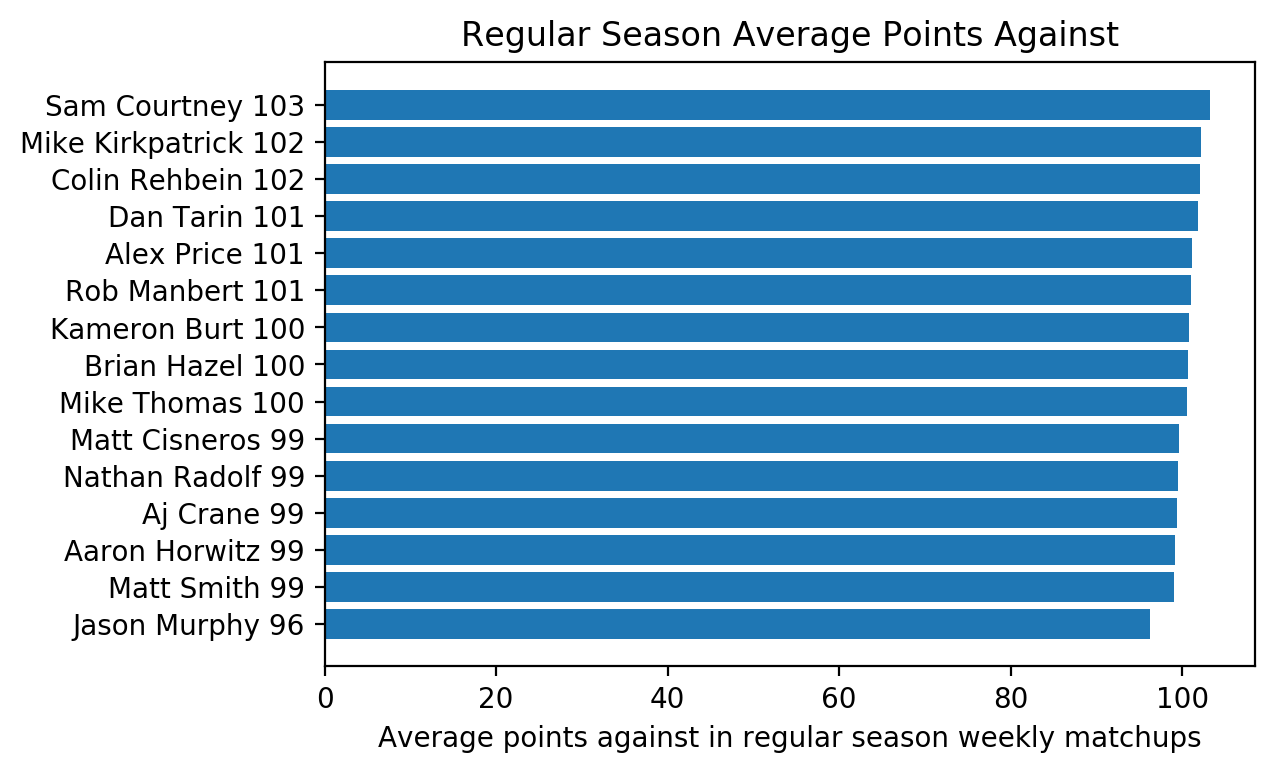 Regular Season Average Points Against
Sam Courtney 103
Mike Kirkpatrick 102
Colin Rehbein 102
Dan Tarin 101
Alex Price 101
Rob Manbert 101
Kameron Burt 100
Brian Hazel 100
Mike Thomas 100
Matt Cisneros 99
Nathan Radolf 99
Aj Crane 99
Aaron Horwitz 99
Matt Smith 99
Jason Murphy 96
0 20 40 60 80 100
Average points against in regular season weekly matchups